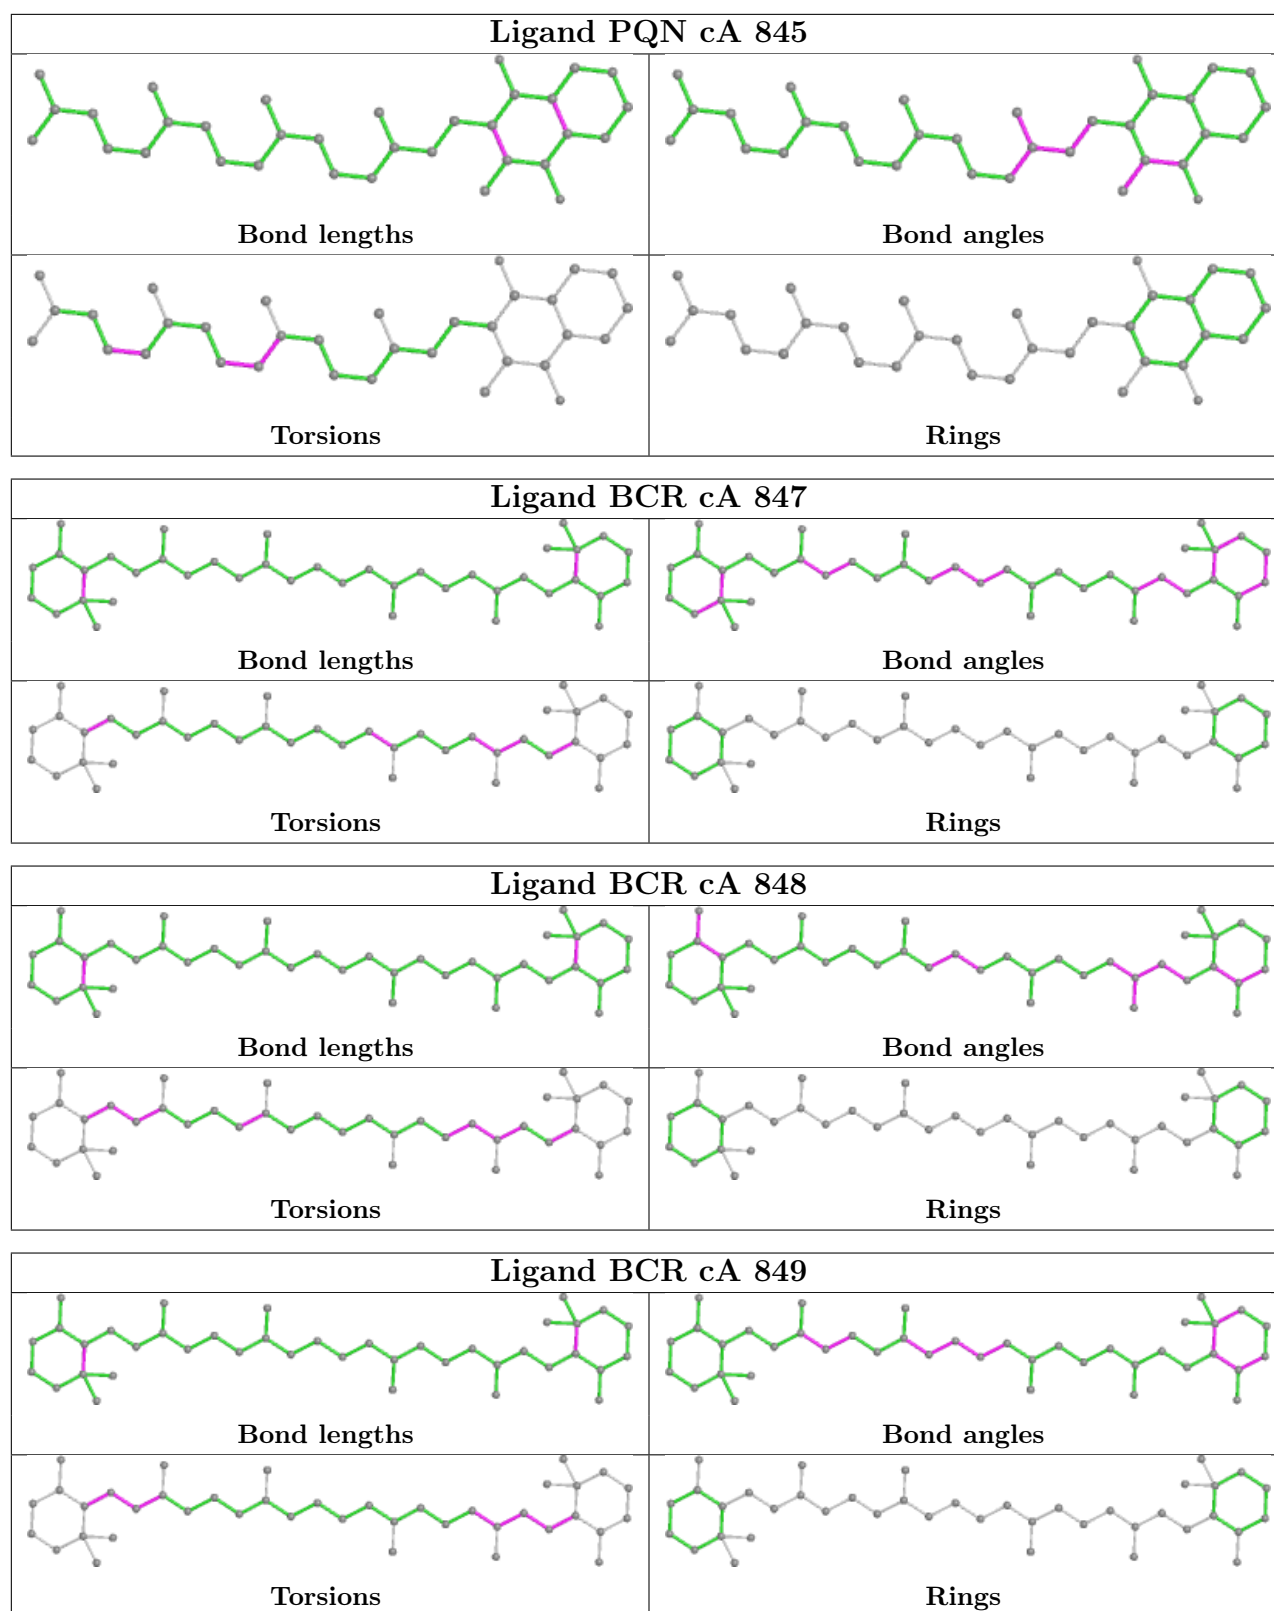 Ligand PQN cA 845
Bond lengths
Bond angles
Torsions
Rings
Ligand BCR cA 847
Bond lengths
Bond angles
Torsions
Rings
Ligand BCR cA 848
Bond lengths
Bond angles
Torsions
Rings
Ligand BCR cA 849
Bond lengths
Bond angles
Torsions
Rings